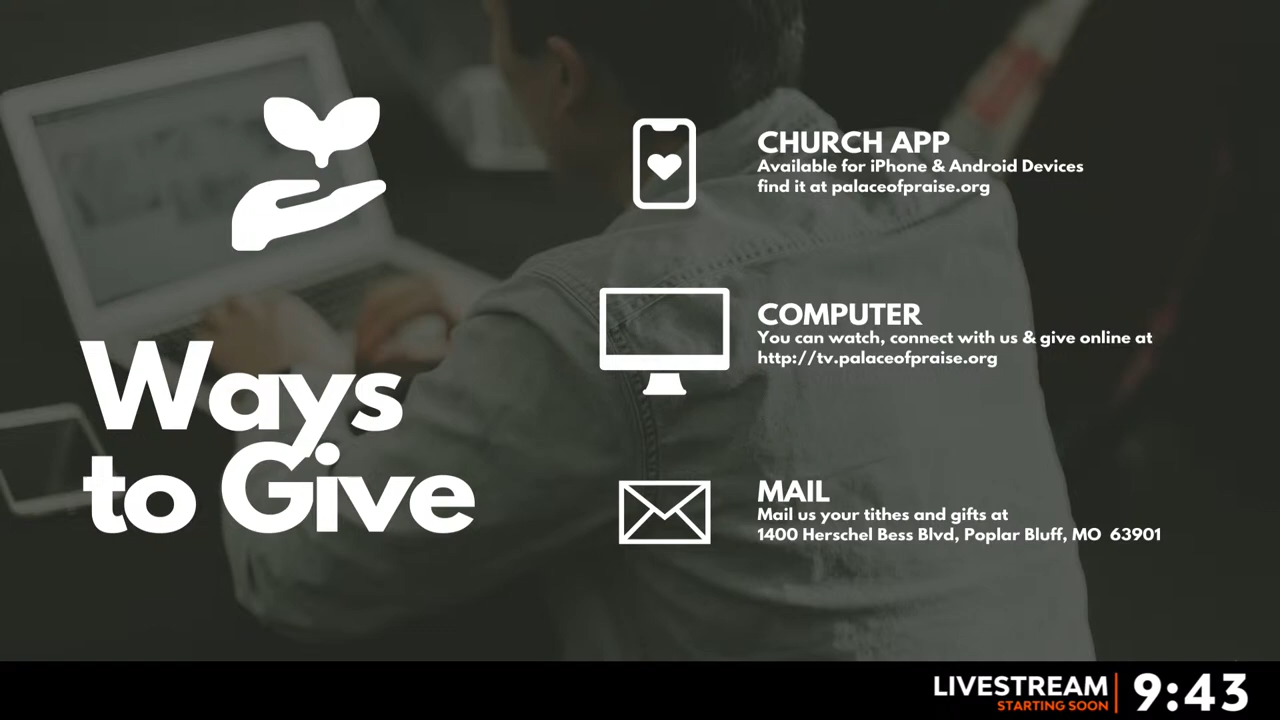 Ways
to Give
CHURCH APP
Available for iPhone & Android Devices
find it at palaceofpraise.org
COMPUTER
You can watch, connect with us & give online at
http://tv.palaceofpraise.org
MAIL
Mail us your tithes and gifts at
1400 Herschel Bess Blvd, Poplar Bluff, MO  63901
LIVESTREAM
STARTING SOON
9:43